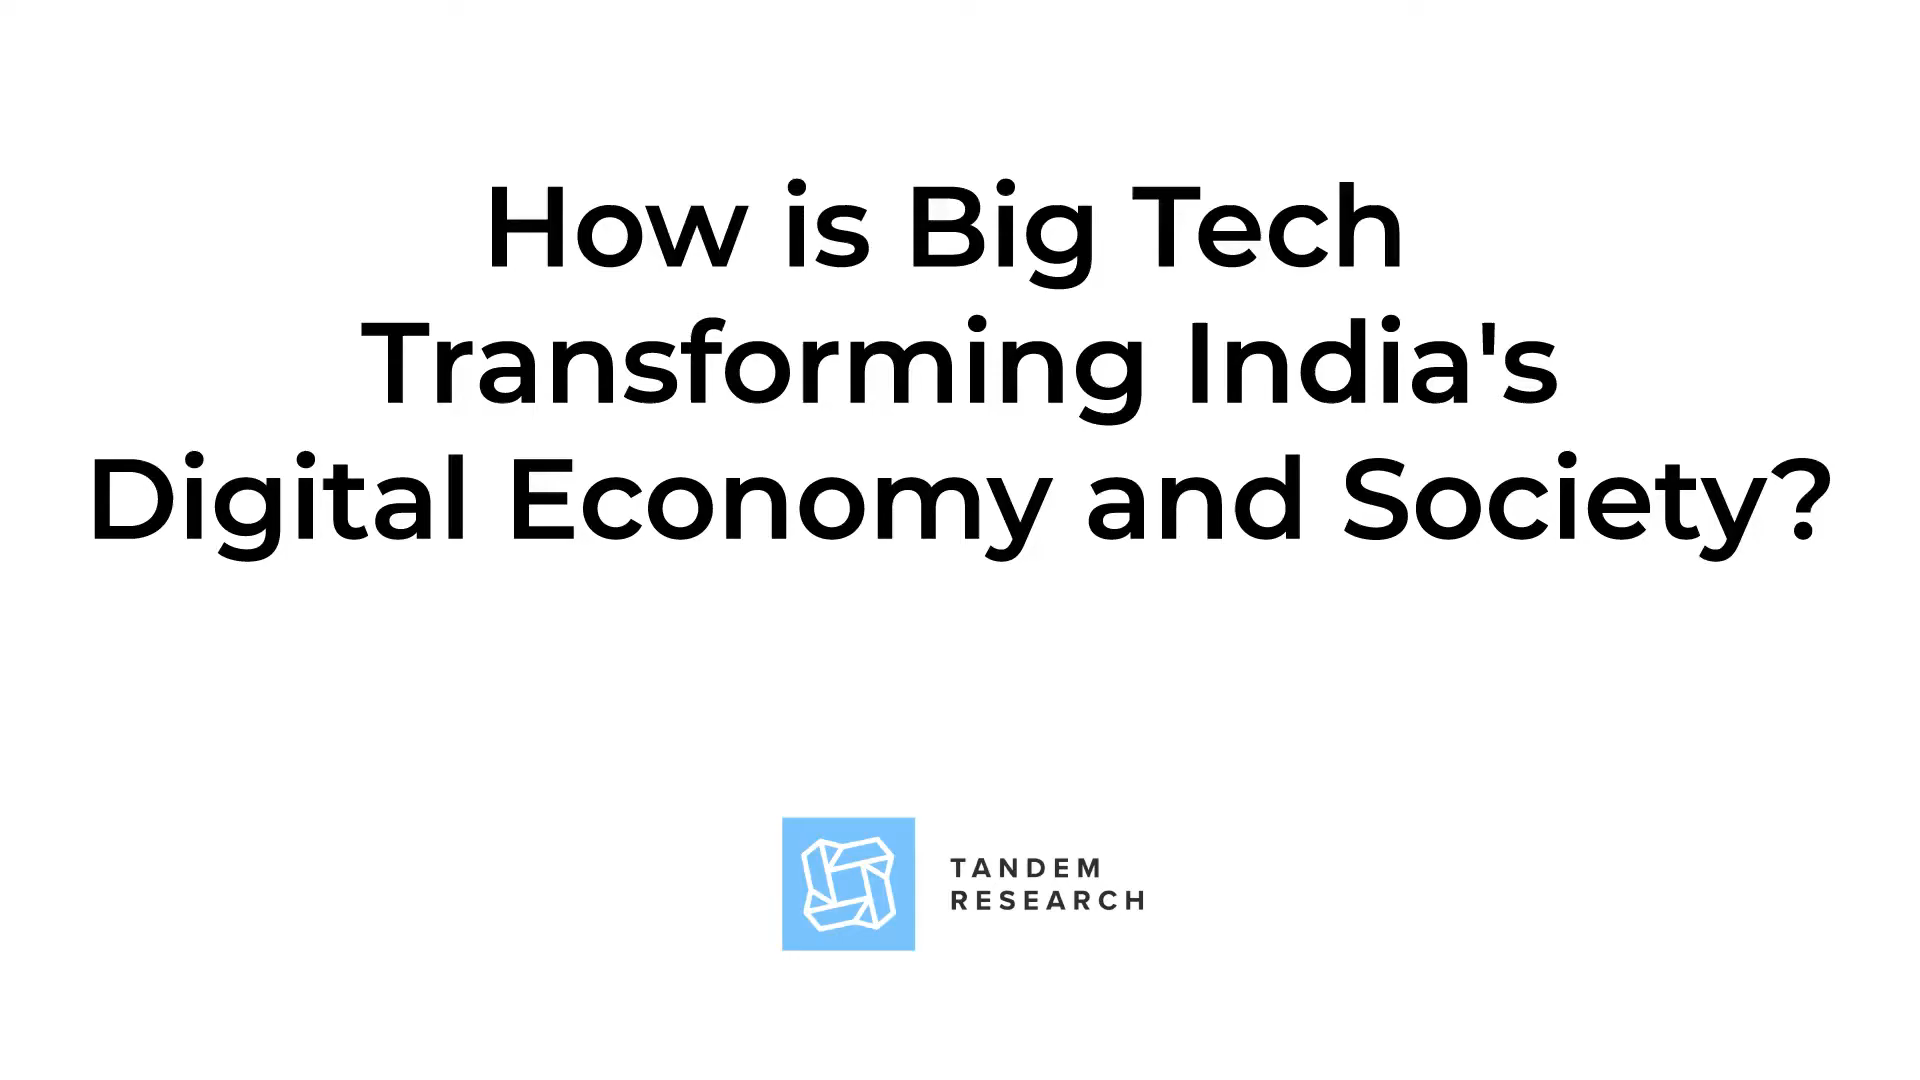 How is Big Tech
Transforming India's
Digital Economy and Society?
TANDEM
RESEARCH